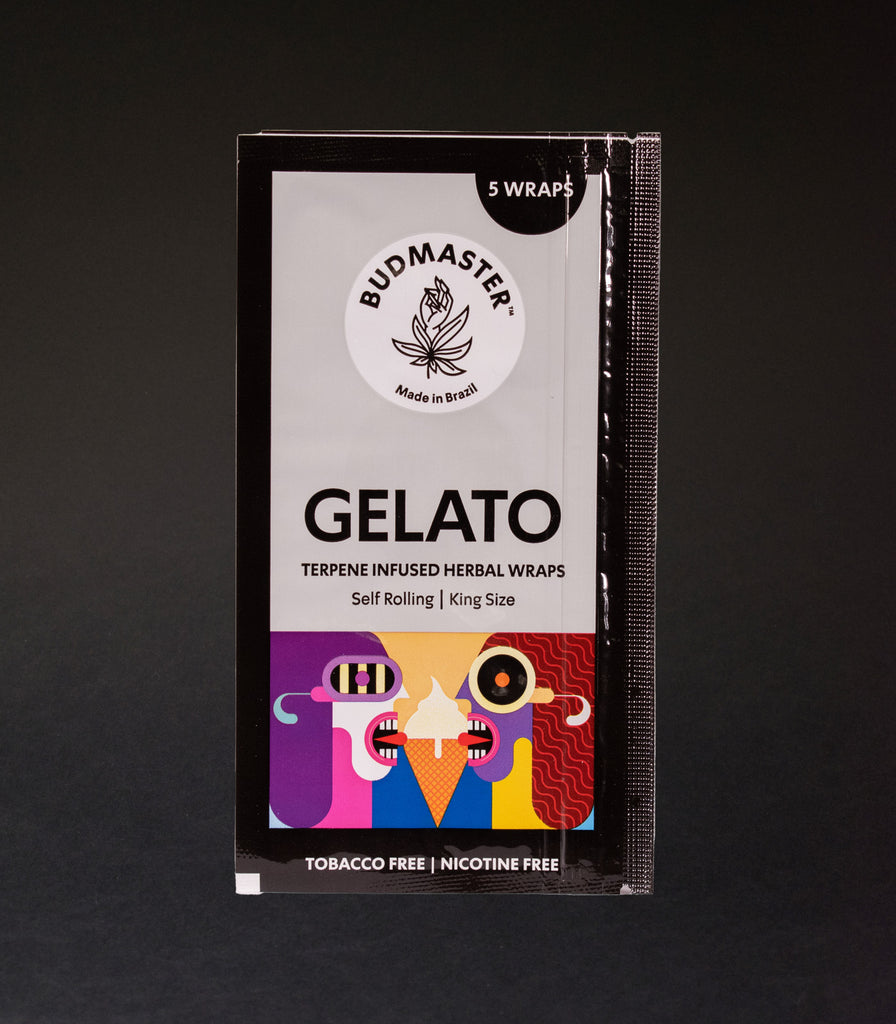 5 WRAPS
BUDMASTER™
Made in Brazil
GELATO
TERPENE INFUSED HERBAL WRAPS
Self Rolling | King Size
TOBACCO FREE | NICOTINE FREE